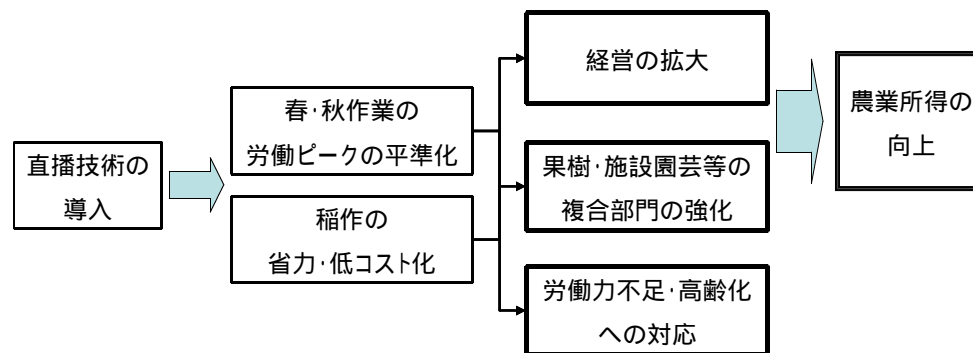 直播技術の
導入
春・秋作業の
労働ピークの平準化
稲作の
省力・低コスト化
経営の拡大
果樹・施設園芸等の
複合部門の強化
労働力不足・高齢化
への対応
農業所得の
向上